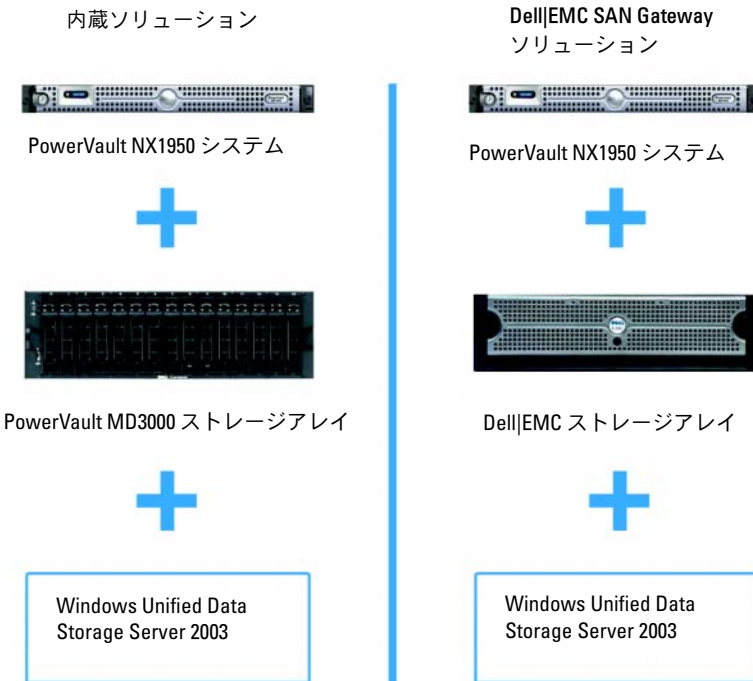 内蔵ソリューション
PowerVault NX1950 システム
PowerVault MD3000 ストレージアレイ
Windows Unified Data
Storage Server 2003
Dell|EMC SAN Gateway
ソリューション
PowerVault NX1950 システム
Dell|EMC ストレージアレイ
Windows Unified Data
Storage Server 2003